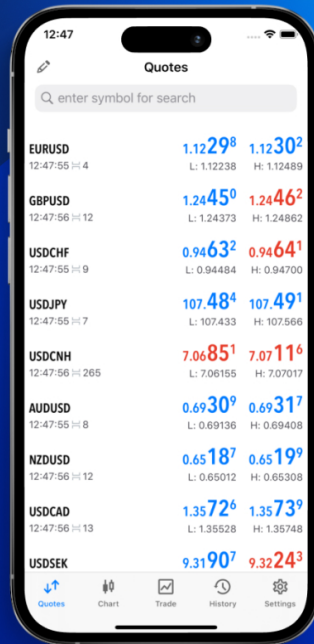 12:47
Quotes
enter symbol for search
EURUSD 1.12298 1.12302
12:47:55 4 L: 1.12238 H: 1.12489
GBPUSD 1.24450 1.24462
12:47:56 12 L: 1.24373 H: 1.24862
USDCHF 0.94632 0.94641
12:47:55 9 L: 0.94484 H: 0.94700
USDJPY 107.484 107.491
12:47:55 7 L: 107.433 H: 107.566
USDCNH 7.06851 7.07116
12:47:56 265 L: 7.06155 H: 7.07017
AUDUSD 0.69309 0.69317
12:47:55 8 L: 0.69136 H: 0.69408
NZDUSD 0.65187 0.65199
12:47:56 12 L: 0.65012 H: 0.65308
USDCAD 1.35726 1.35739
12:47:56 13 L: 1.35528 H: 1.35748
USDSEK 9.31907 9.32243
Quotes Chart Trade History Settings